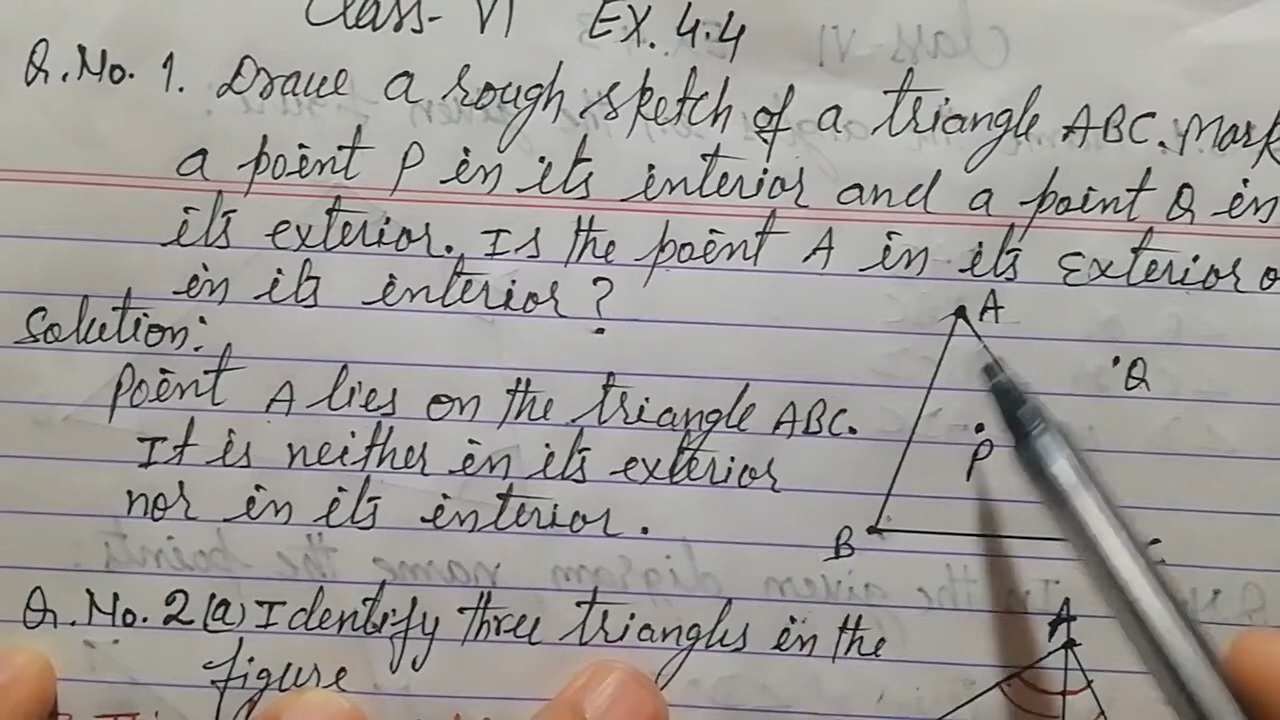 Class-VI EX. 4.4
Q.No. 1. Draw a rough sketch of a triangle ABC. Mark
a point P in its interior and a point Q in
its exterior. Is the point A in its Exterior
in its interior?
Solution:
A
Q
Point A lies on the triangle ABC.
P
It is neither in its exterior
nor in its interior.
B
Q.No. 2 (a) Identify three triangles in the
A
figure